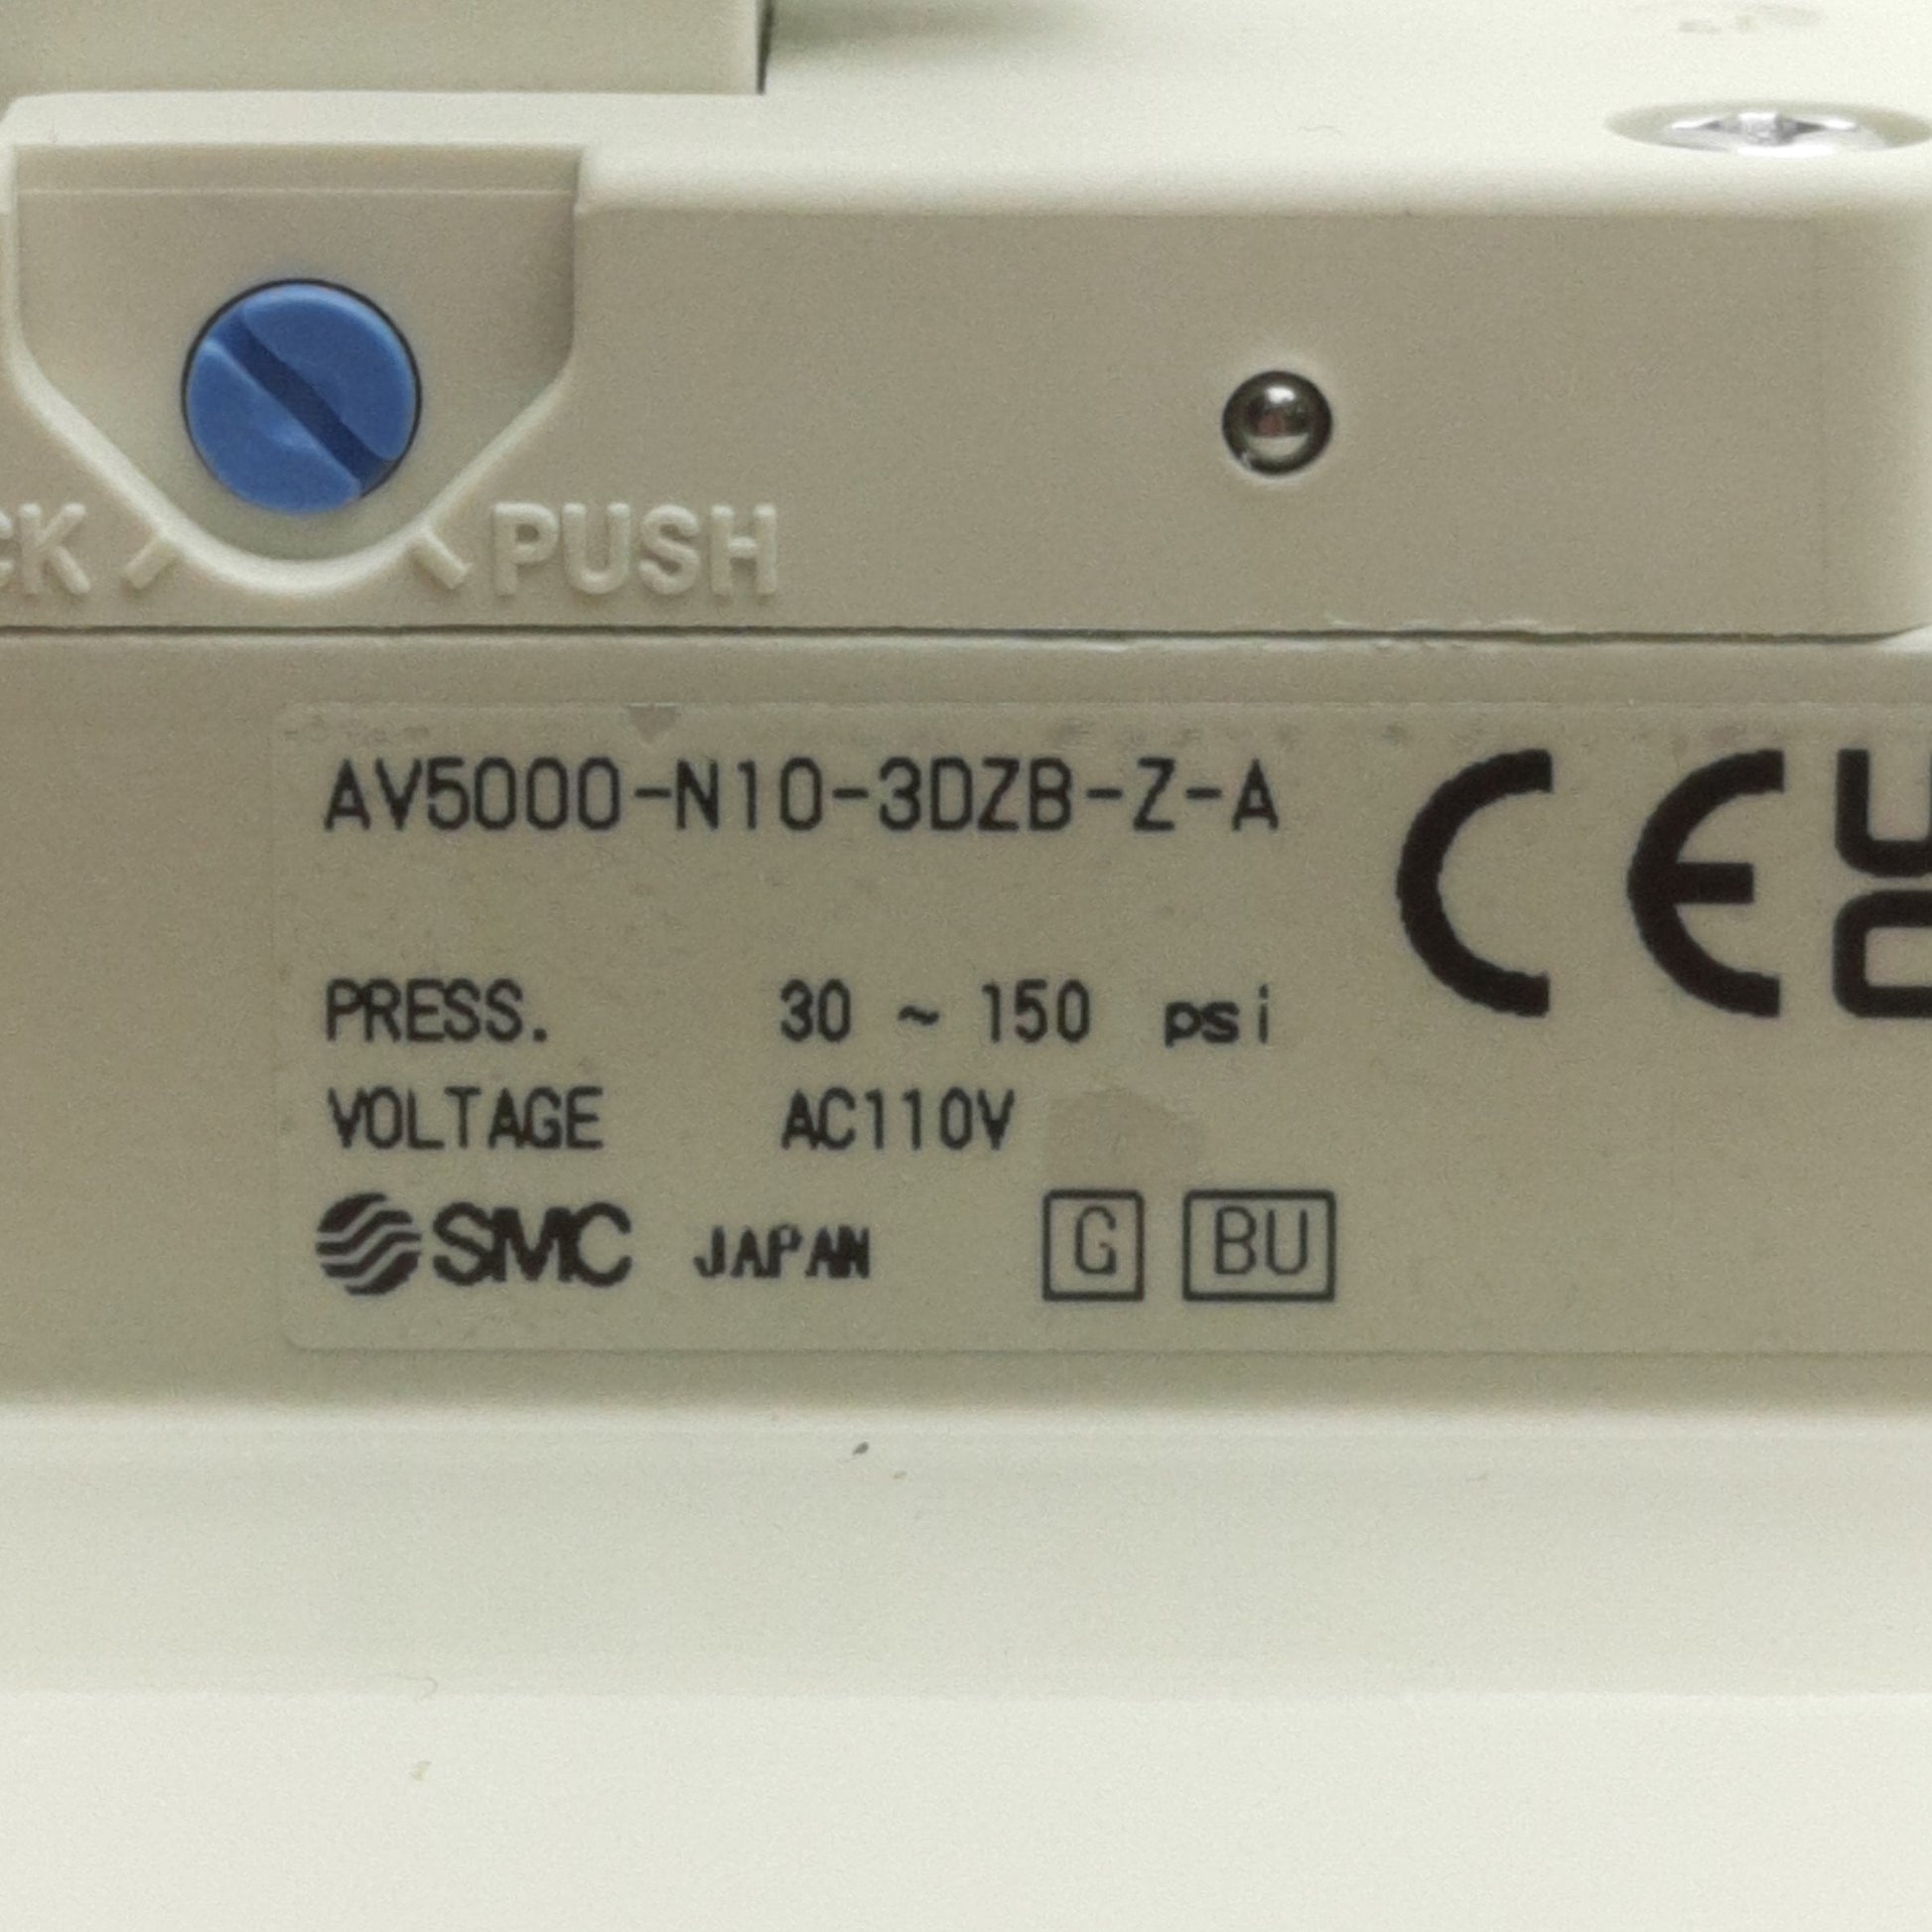 PUSH
AV5000-N10-3DZB-Z-A
CE
PRESS. 30 ~ 150 psi
VOLTAGE AC110V
SMC JAPAN G BU